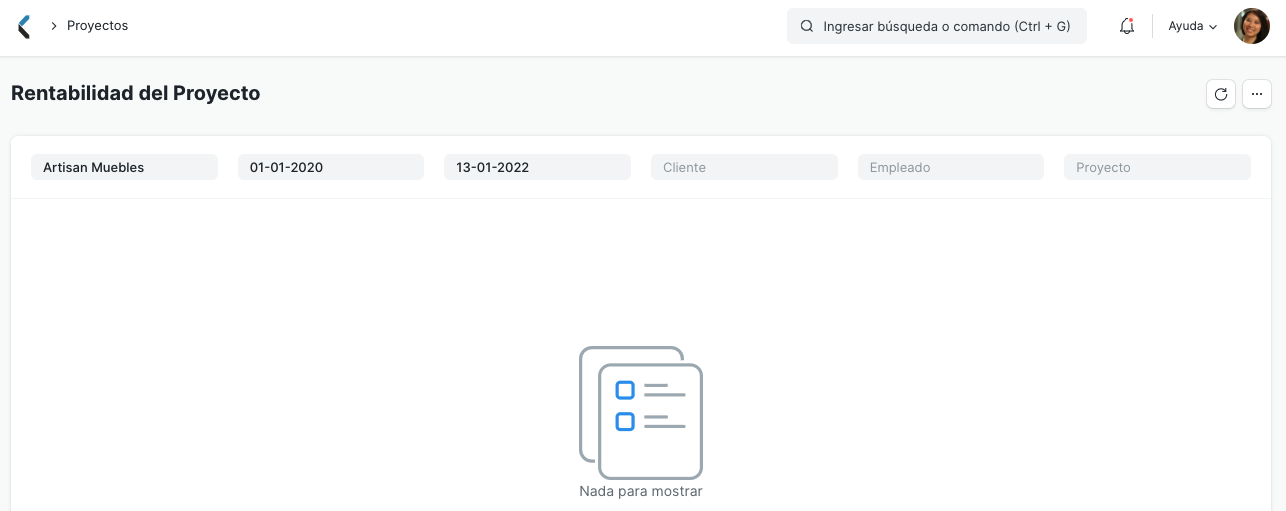 Proyectos
Ingresar búsqueda o comando (Ctrl + G)
Ayuda
Rentabilidad del Proyecto
Artisan Muebles
01-01-2020
13-01-2022
Cliente
Empleado
Proyecto
Nada para mostrar